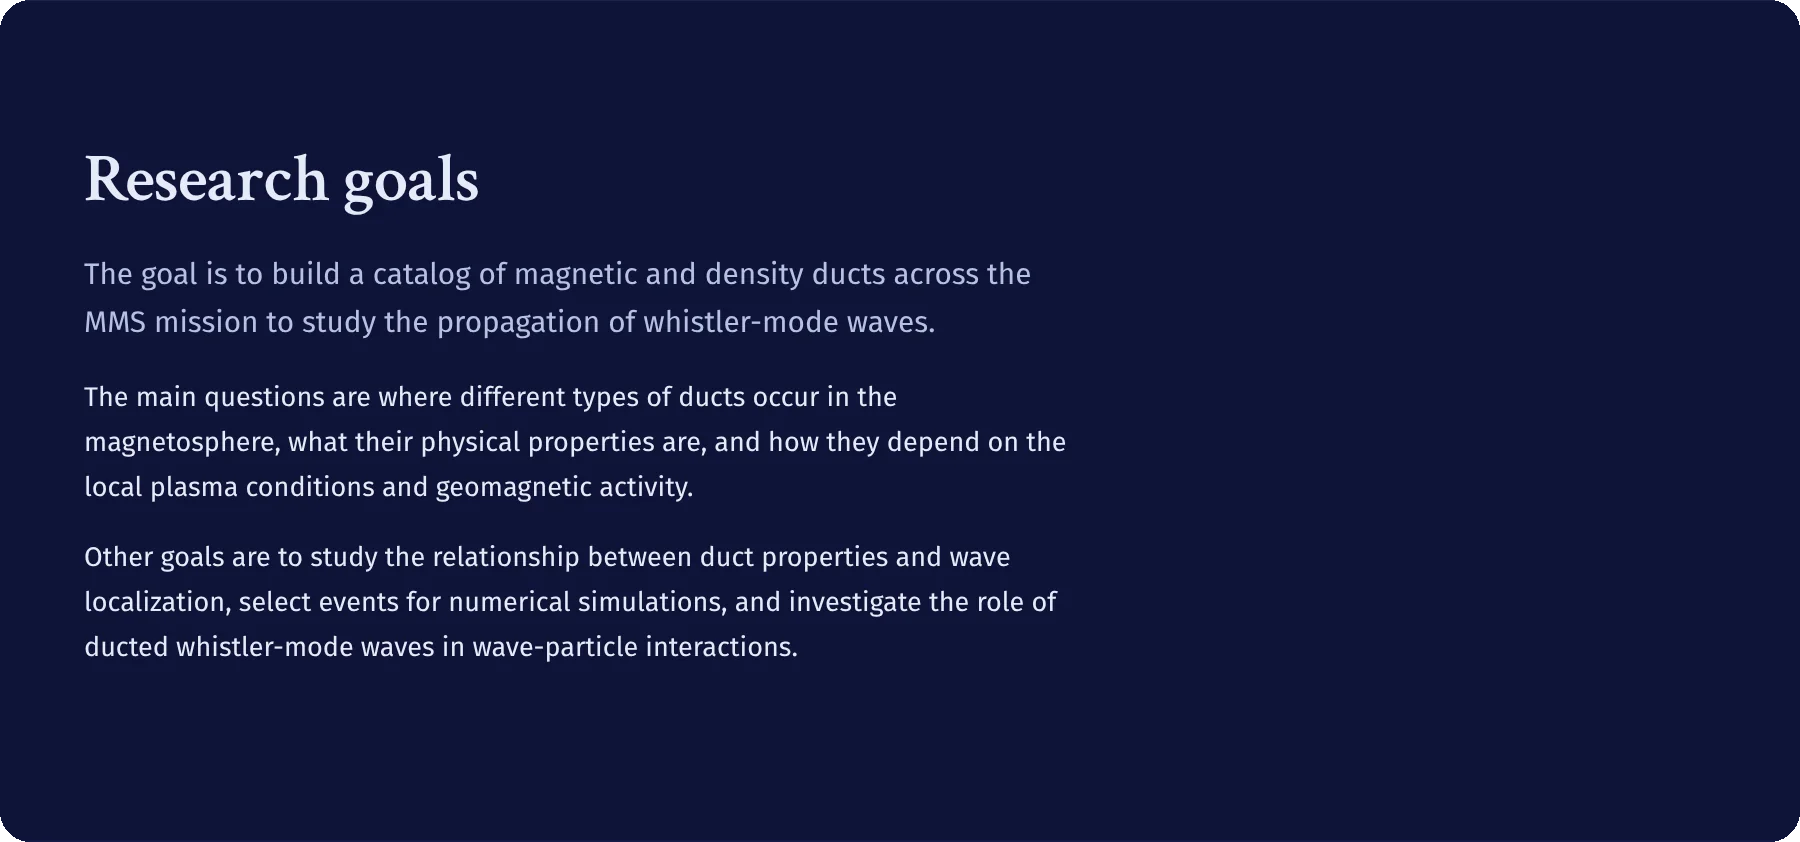 Research goals
The goal is to build a catalog of magnetic and density ducts across the
MMS mission to study the propagation of whistler-mode waves.
The main questions are where different types of ducts occur in the
magnetosphere, what their physical properties are, and how they depend on the
local plasma conditions and geomagnetic activity.
Other goals are to study the relationship between duct properties and wave
localization, select events for numerical simulations, and investigate the role of
ducted whistler-mode waves in wave-particle interactions.